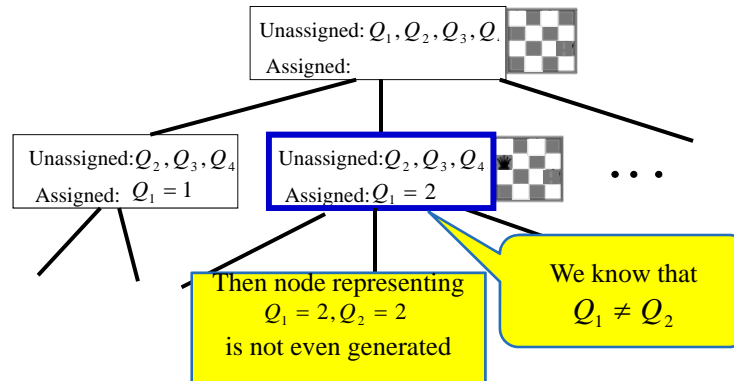 Unassigned: Q₁, Q₂, Q₃, Q
Assigned:
Unassigned: Q₂, Q₃, Q₄
Assigned: Q₁ = 1
Unassigned: Q₂, Q₃, Q₄
Assigned: Q₁ = 2
• • •
Then node representing
Q₁ = 2, Q₂ = 2
is not even generated
We know that
Q₁ ≠ Q₂